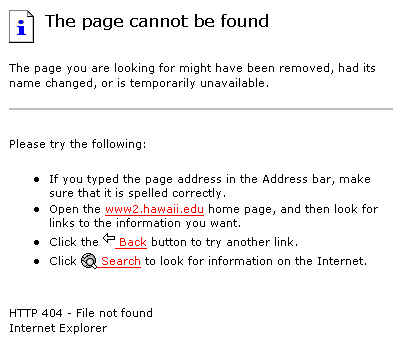 The page cannot be found
The page you are looking for might have been removed, had its
name changed, or is temporarily unavailable.
Please try the following:
• If you typed the page address in the Address bar, make
sure that it is spelled correctly.
• Open the www2.hawaii.edu home page, and then look for
links to the information you want.
• Click the Back button to try another link.
• Click Search to look for information on the Internet.
HTTP 404 - File not found
Internet Explorer